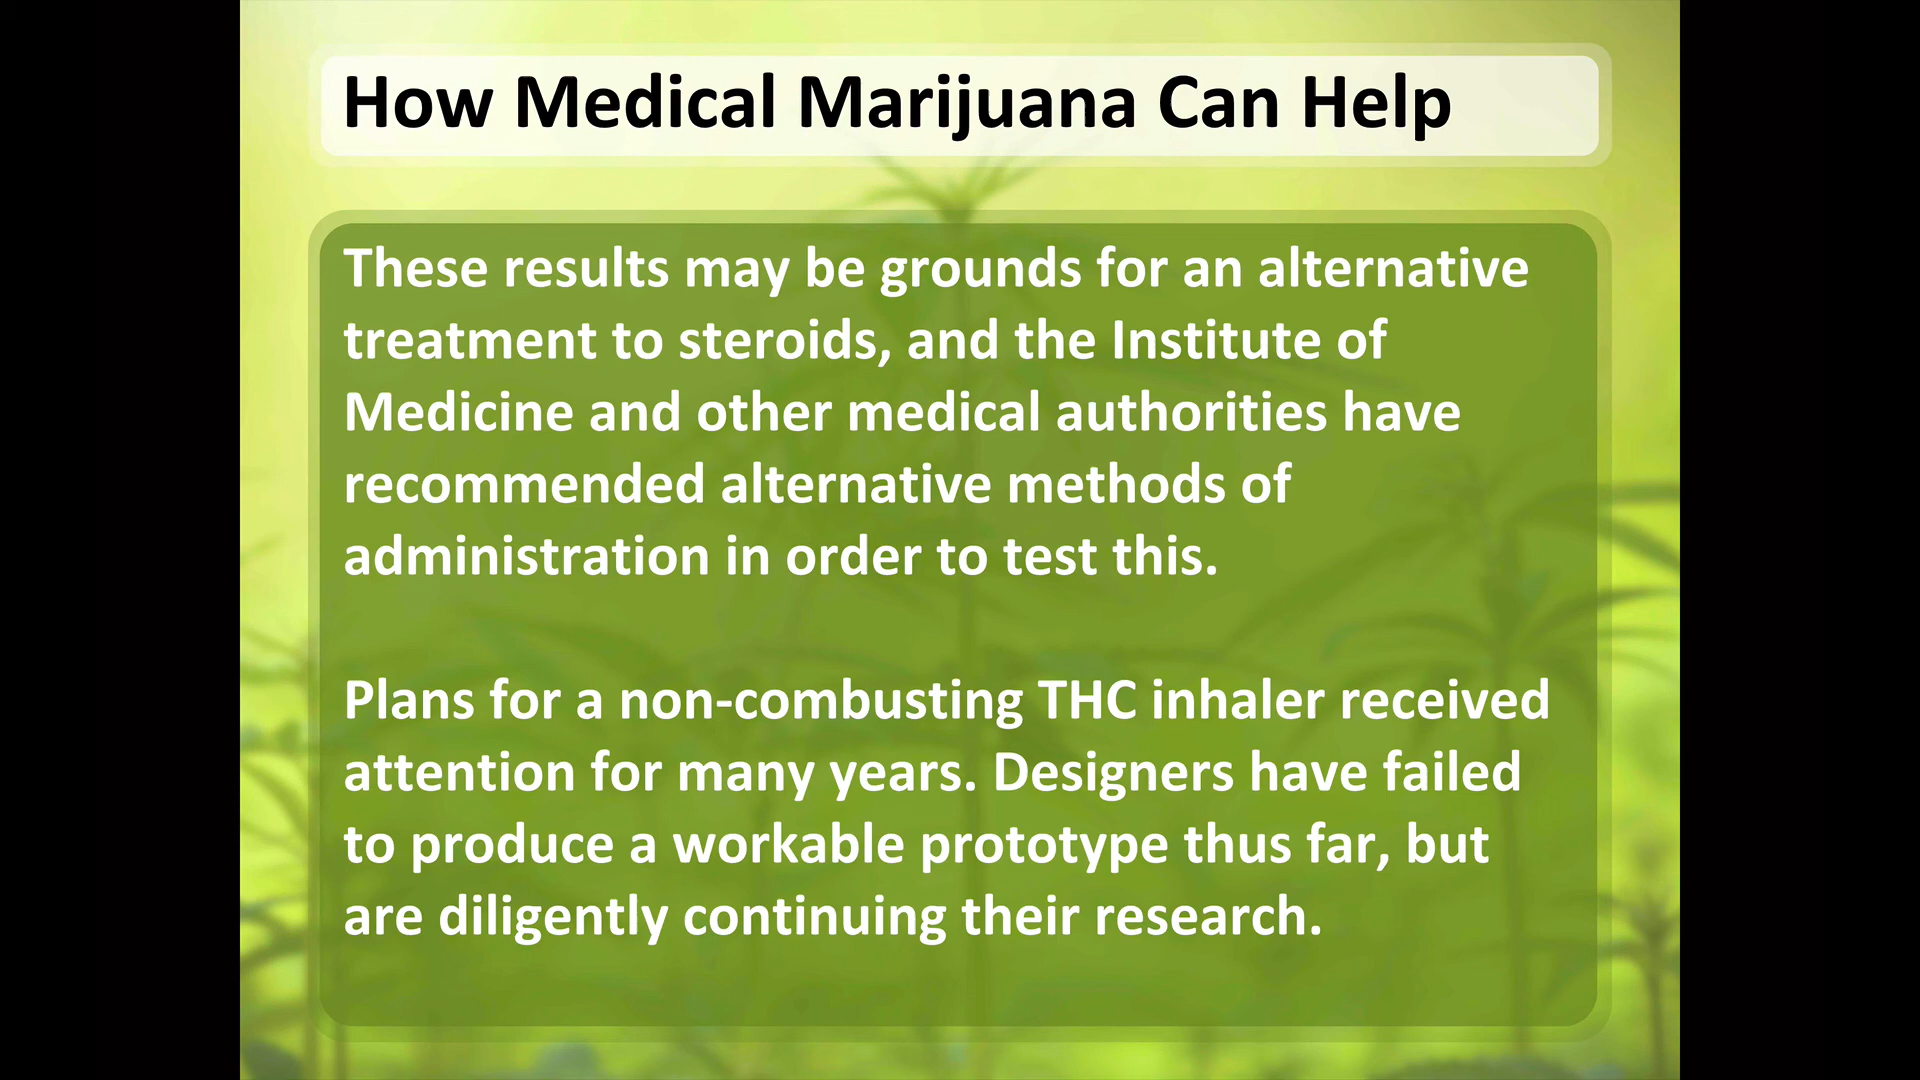 How Medical Marijuana Can Help
These results may be grounds for an alternative
treatment to steroids, and the Institute of
Medicine and other medical authorities have
recommended alternative methods of
administration in order to test this.
Plans for a non-combusting THC inhaler received
attention for many years. Designers have failed
to produce a workable prototype thus far, but
are diligently continuing their research.